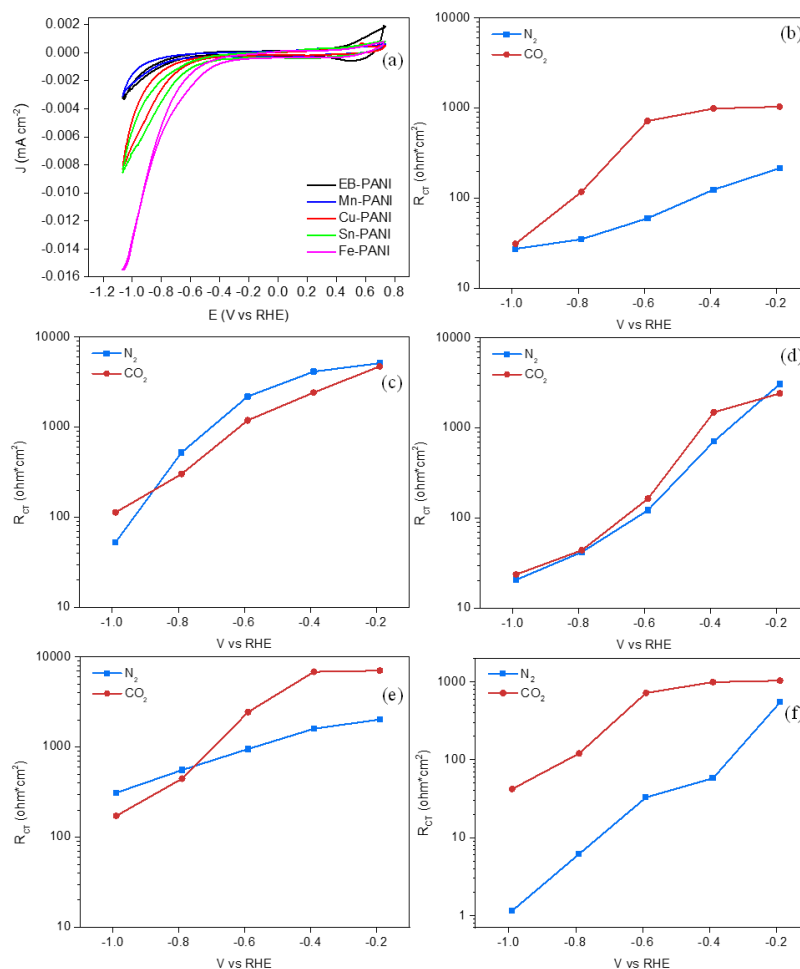 (a)
0.002
0.000
-0.002
-0.004
-0.006
-0.008
-0.010
-0.012
-0.014
-0.016
J (mA cm⁻²)
EB-PANI
Mn-PANI
Cu-PANI
Sn-PANI
Fe-PANI
-1.2 -1.0 -0.8 -0.6 -0.4 -0.2 0.0 0.2 0.4 0.6 0.8
E (V vs RHE)
(b)
N₂
CO₂
10000
1000
100
10
R_CT (ohm*cm²)
-1.0 -0.8 -0.6 -0.4 -0.2
V vs RHE
(c)
N₂
CO₂
10000
1000
100
10
R_CT (ohm*cm²)
-1.0 -0.8 -0.6 -0.4 -0.2
V vs RHE
(d)
N₂
CO₂
10000
1000
100
10
R_CT (ohm*cm²)
-1.0 -0.8 -0.6 -0.4 -0.2
V vs RHE
(e)
N₂
CO₂
10000
1000
100
10
R_CT (ohm*cm²)
-1.0 -0.8 -0.6 -0.4 -0.2
V vs RHE
(f)
N₂
CO₂
1000
100
10
1
R_CT (ohm*cm²)
-1.0 -0.8 -0.6 -0.4 -0.2
V vs RHE